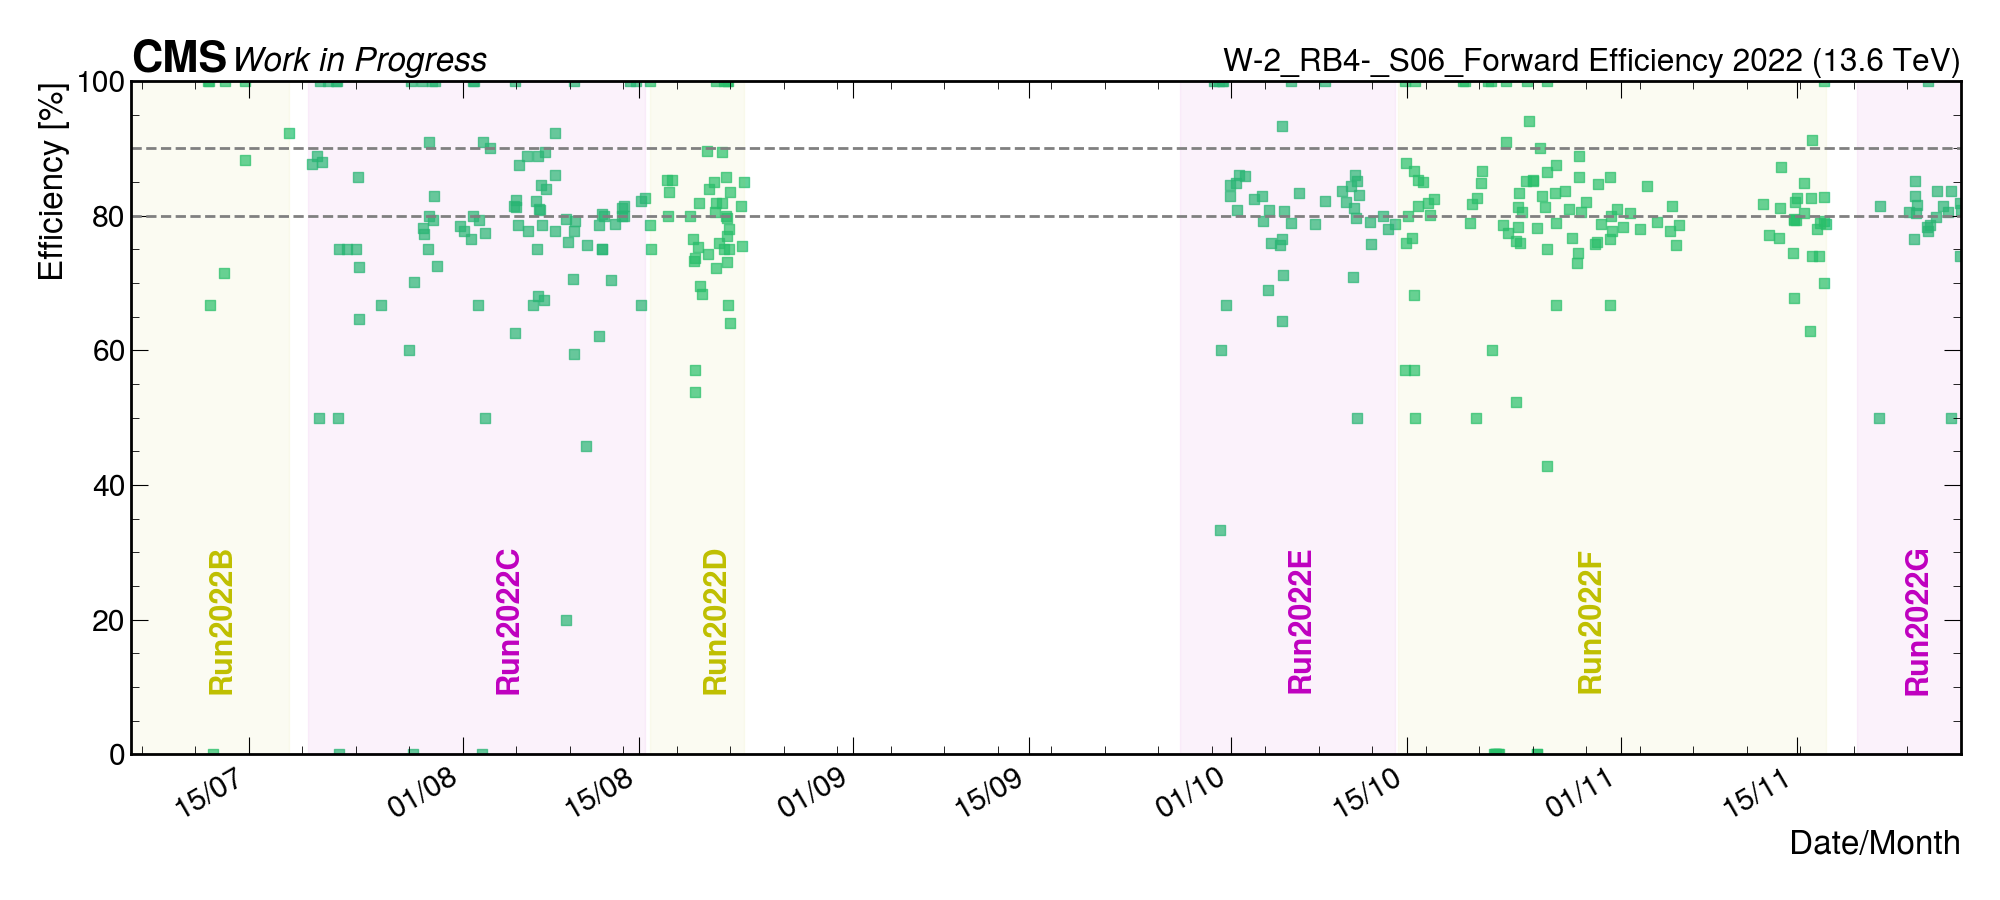 CMS Work in Progress
W-2_RB4-_S06_Forward Efficiency 2022 (13.6 TeV)
Efficiency [%]
100
80
60
40
20
0
Run2022B
Run2022C
Run2022D
Run2022E
Run2022F
Run2022G
15/07
01/08
15/08
01/09
15/09
01/10
15/10
01/11
15/11
Date/Month